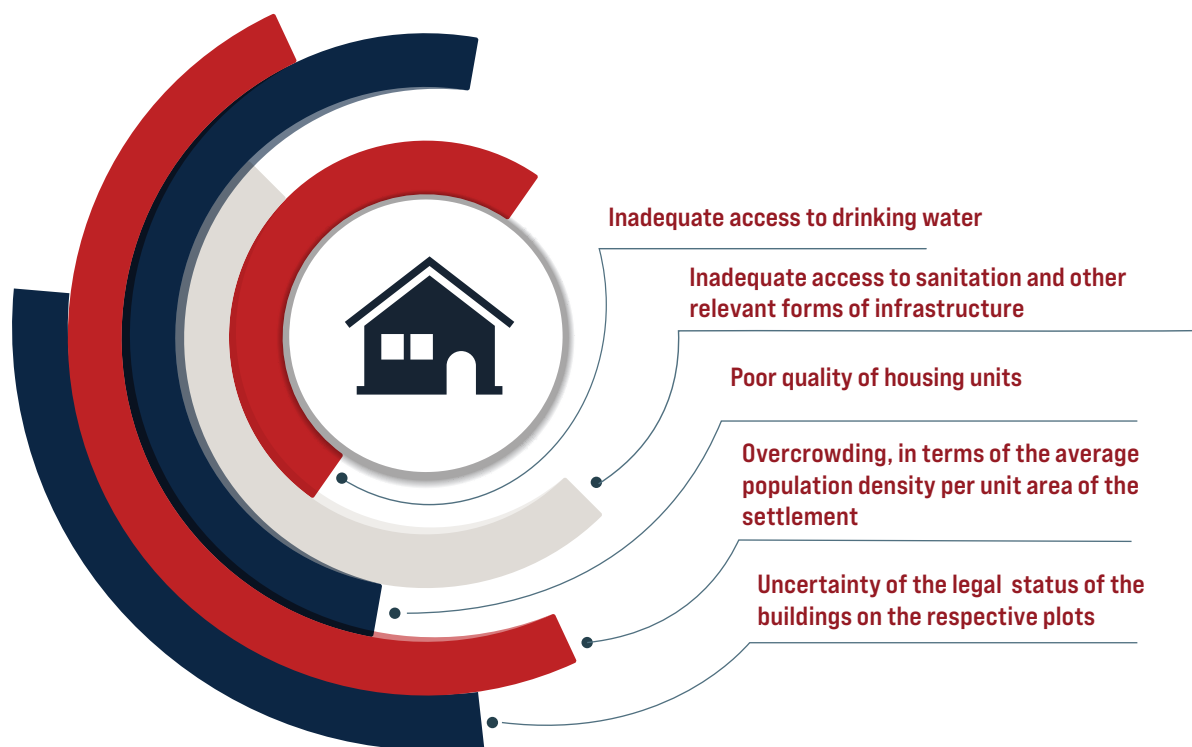 Inadequate access to drinking water
Inadequate access to sanitation and other
relevant forms of infrastructure
Poor quality of housing units
Overcrowding, in terms of the average
population density per unit area of the
settlement
Uncertainty of the legal  status of the
buildings on the respective plots